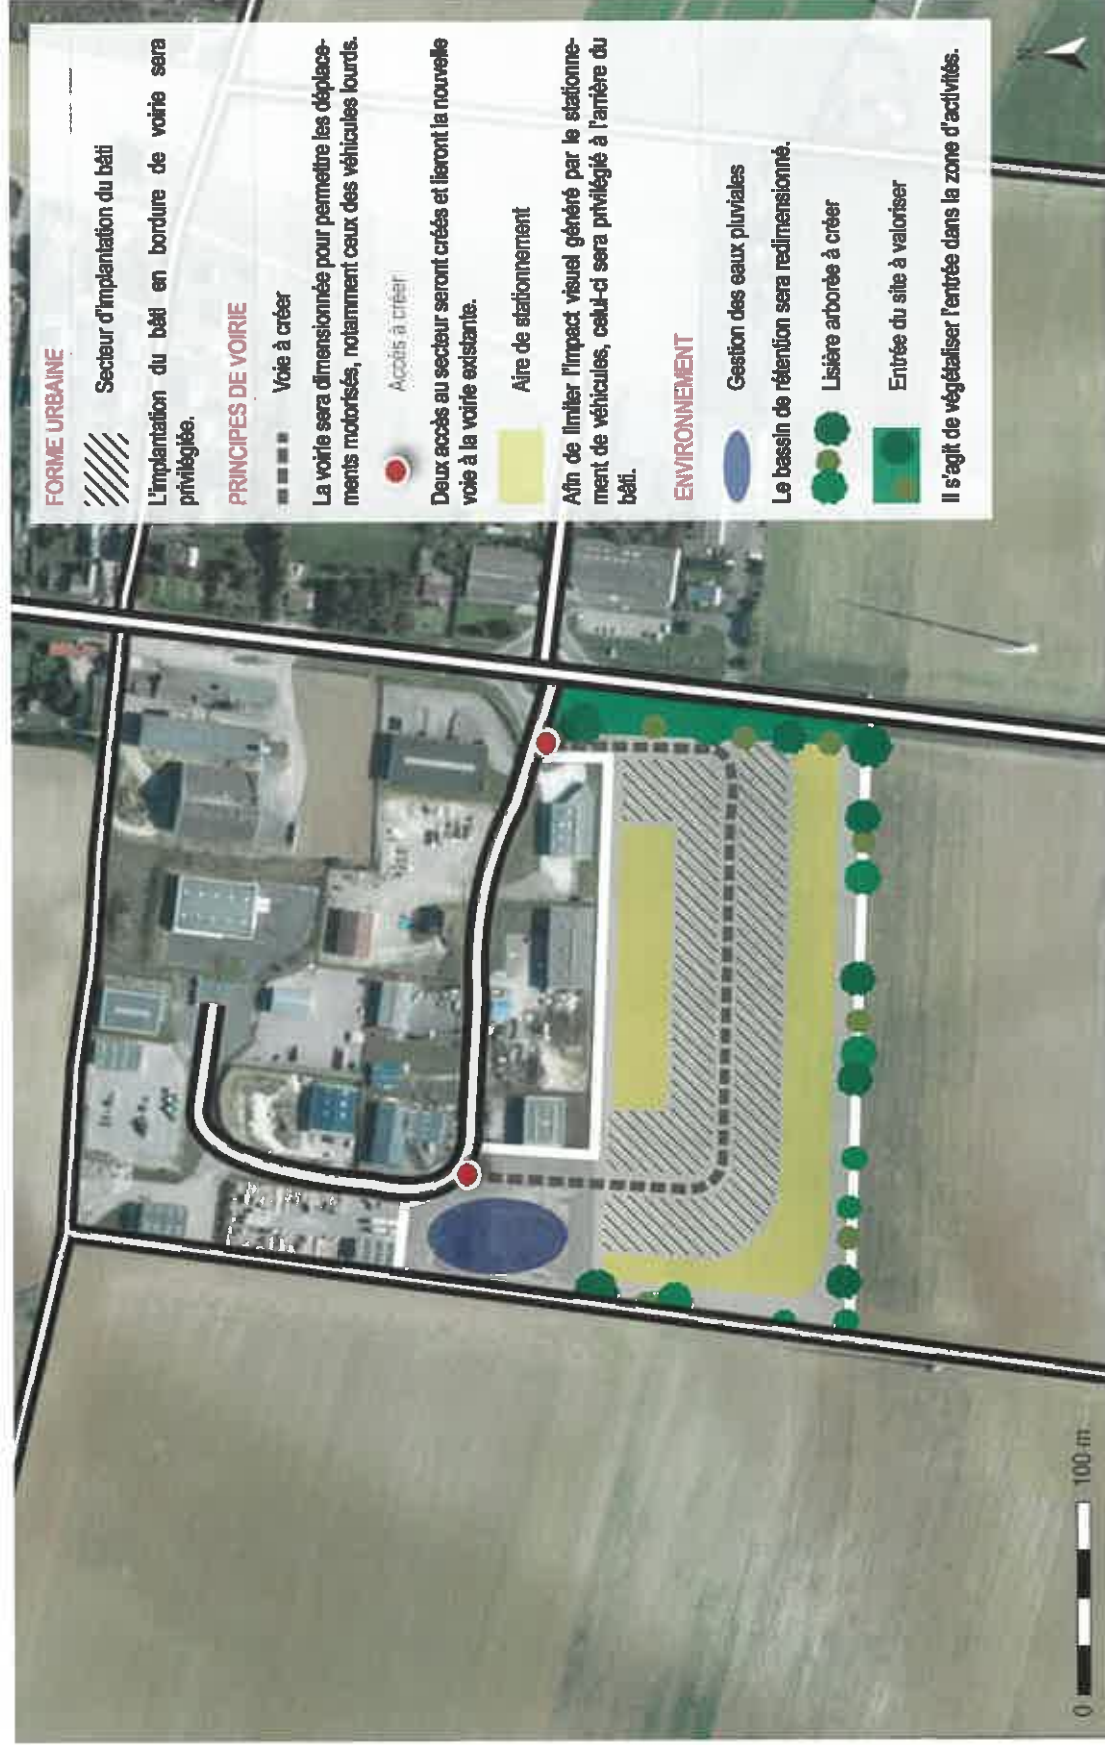 FORME URBAINE
Secteur d'implantation du bâti
L'implantation du bâti en bordure de voirie sera
privilégiée.
PRINCIPES DE VOIRIE
Voie à créer
La voirie sera dimensionnée pour permettre les déplace-
ments motorisés, notamment ceux des véhicules lourds.
Accès à créer
Deux accès au secteur seront créés et lieront la nouvelle
voie à la voirie existante.
Aire de stationnement
Afin de limiter l'impact visuel généré par le stationne-
ment de véhicules, celui-ci sera privilégié à l'arrière du
bâti.
ENVIRONNEMENT
Gestion des eaux pluviales
Le bassin de rétention sera redimensionné.
Lisière arborée à créer
Entrée du site à valoriser
Il s'agit de végétaliser l'entrée dans la zone d'activités.
0 100 m